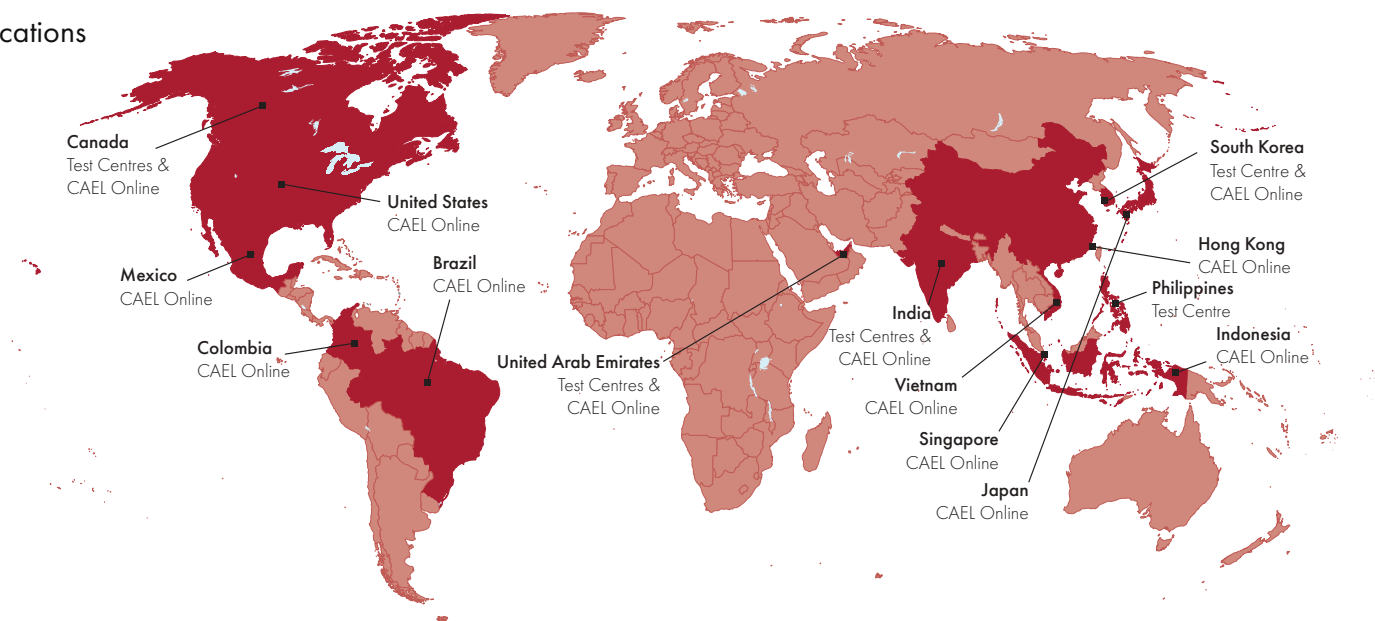 cations
Canada
Test Centres &
CAEL Online
United States
CAEL Online
Mexico
CAEL Online
Brazil
CAEL Online
Colombia
CAEL Online
United Arab Emirates
Test Centres &
CAEL Online
India
Test Centres &
CAEL Online
Vietnam
CAEL Online
Singapore
CAEL Online
Japan
CAEL Online
South Korea
Test Centre &
CAEL Online
Hong Kong
CAEL Online
Philippines
Test Centre
Indonesia
CAEL Online